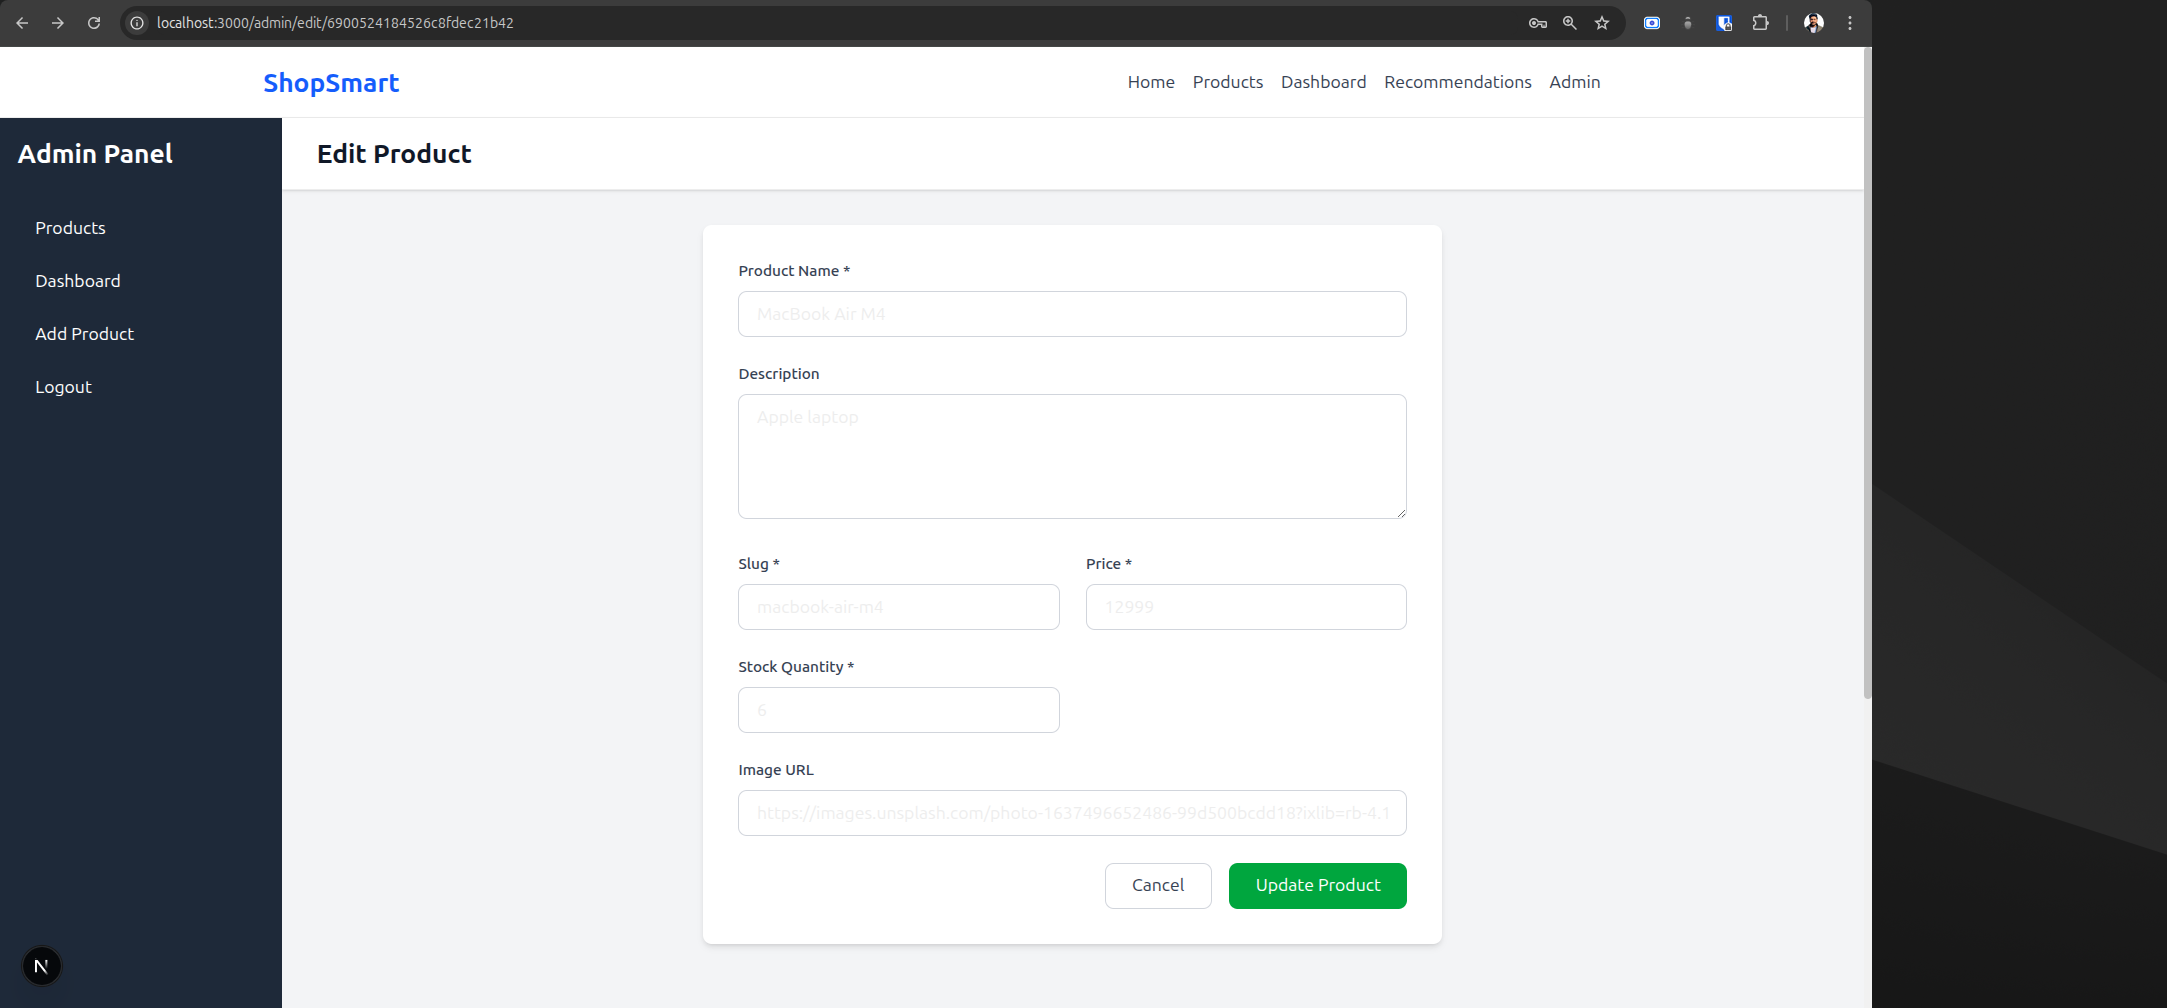 localhost:3000/admin/edit/6900524184526c8fdec21b42
ShopSmart
Home Products Dashboard Recommendations Admin
Admin Panel
Edit Product
Products
Dashboard
Add Product
Logout
Product Name *
MacBook Air M4
Description
Apple laptop
Slug * Price *
macbook-air-m4 12999
Stock Quantity *
6
Image URL
https://images.unsplash.com/photo-1637496652486-99d500bcdd18?ixlib=rb-4.1
Cancel Update Product
N